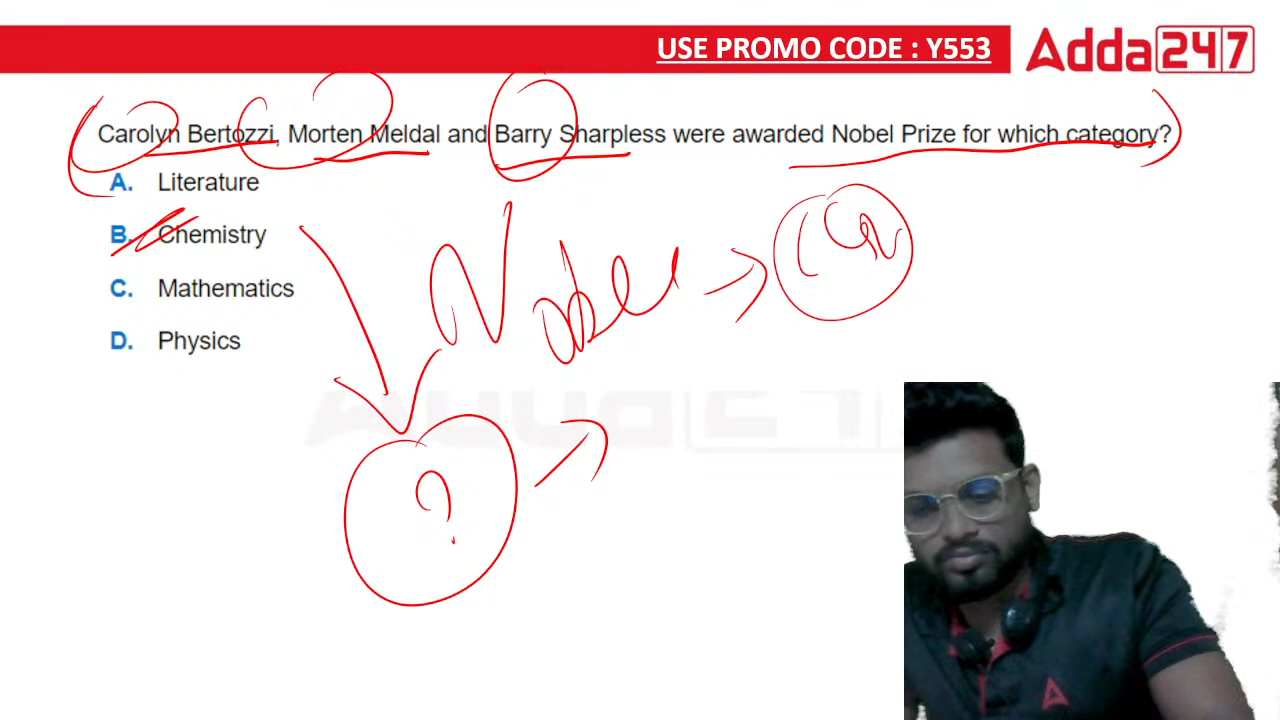 USE PROMO CODE : Y553
Adda247
Carolyn Bertozzi, Morten Meldal and Barry Sharpless were awarded Nobel Prize for which category?
A. Literature
B. Chemistry
C. Mathematics
D. Physics
Nobel
?